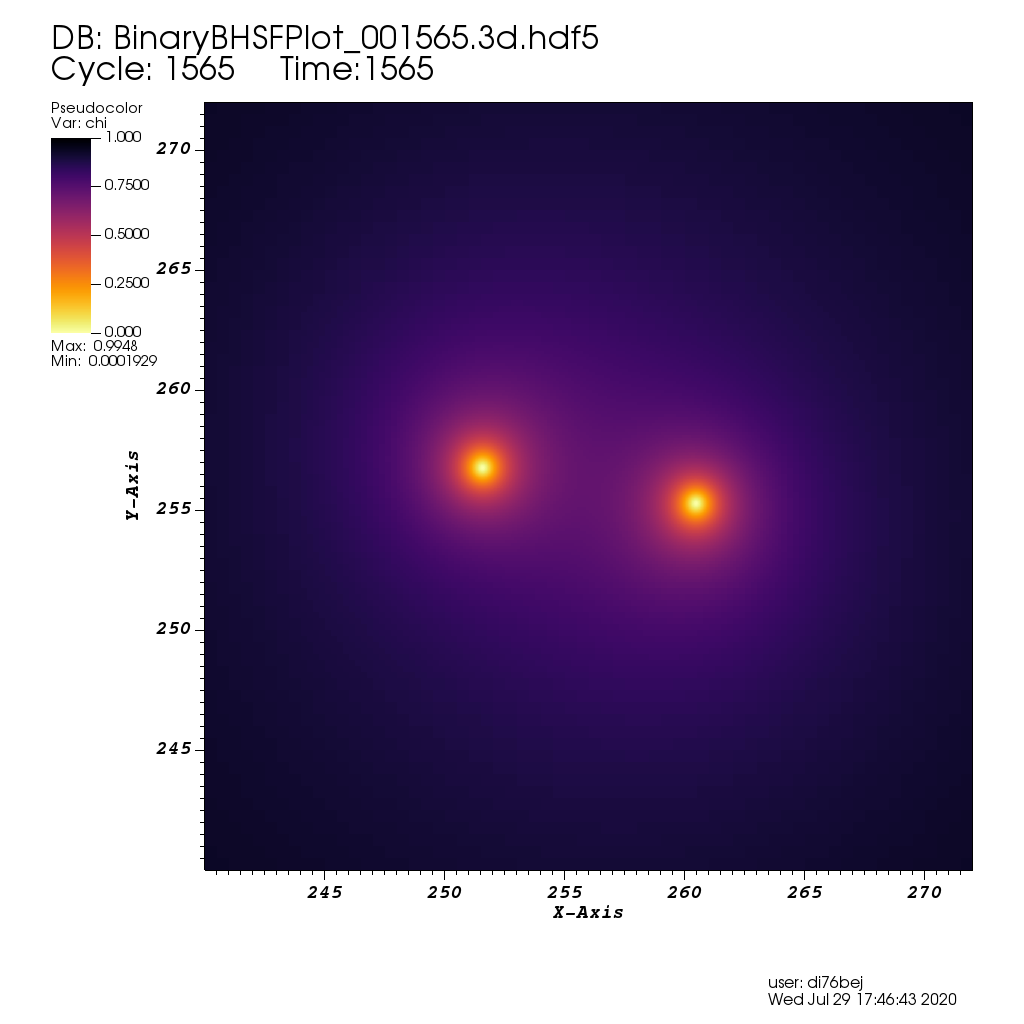 DB: BinaryBHSFPlot_001565.3d.hdf5
Cycle: 1565 Time:1565
Pseudocolor
Var: chi
1.000
0.7500
0.5000
0.2500
0.000
Max: 0.9948
Min: 0.0001929
270
265
260
255
250
245
Y-Axis
245 250 255 260 265 270
X-Axis
user: di76bej
Wed Jul 29 17:46:43 2020